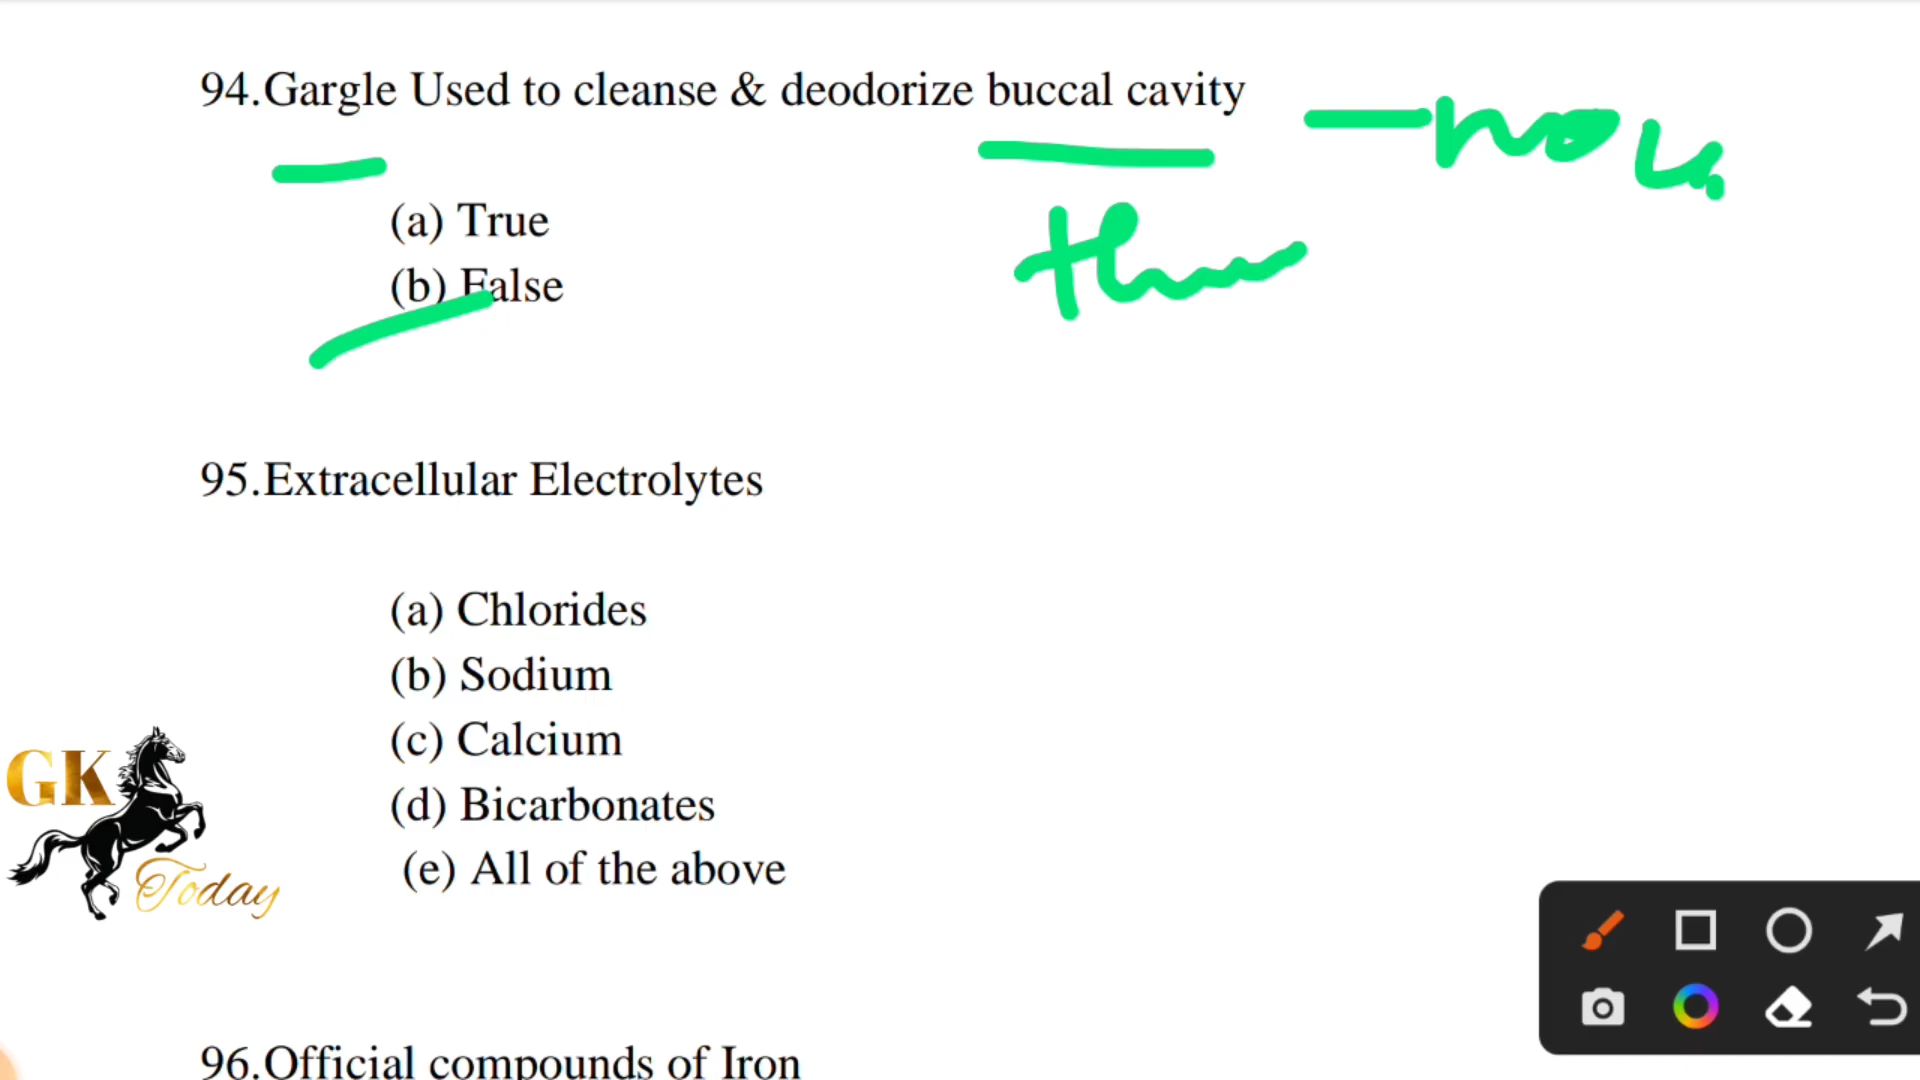 94.Gargle Used to cleanse & deodorize buccal cavity
(a) True
(b) False
95.Extracellular Electrolytes
(a) Chlorides
(b) Sodium
(c) Calcium
(d) Bicarbonates
(e) All of the above
GK
Today
96.Official compounds of Iron